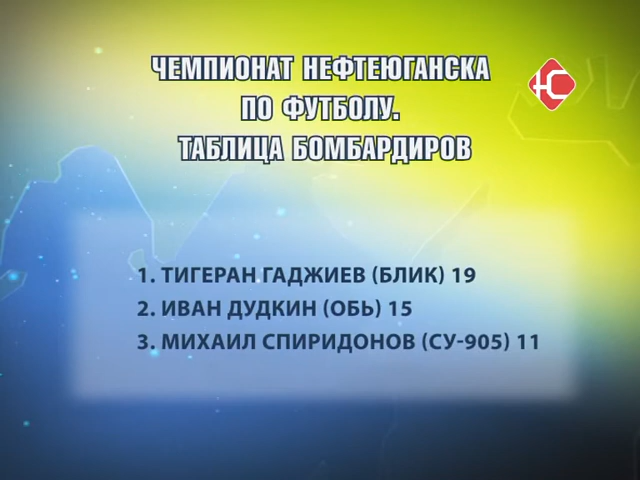 ЧЕМПИОНАТ НЕФТЕЮГАНСКА
ПО ФУТБОЛУ.
ТАБЛИЦА БОМБАРДИРОВ
1. ТИГЕРАН ГАДЖИЕВ (БЛИК) 19
2. ИВАН ДУДКИН (ОБЬ) 15
3. МИХАИЛ СПИРИДОНОВ (СУ-905) 11